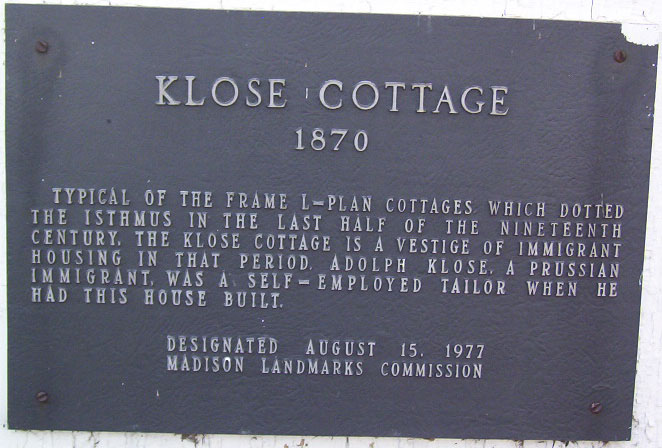 KLOSE COTTAGE
1870
TYPICAL OF THE FRAME L-PLAN COTTAGES WHICH DOTTED
THE ISTHMUS IN THE LAST HALF OF THE NINETEENTH
CENTURY, THE KLOSE COTTAGE IS A VESTIGE OF IMMIGRANT
HOUSING IN THAT PERIOD. ADOLPH KLOSE, A PRUSSIAN
IMMIGRANT, WAS A SELF-EMPLOYED TAILOR WHEN HE
HAD THIS HOUSE BUILT.
DESIGNATED AUGUST 15, 1977
MADISON LANDMARKS COMMISSION